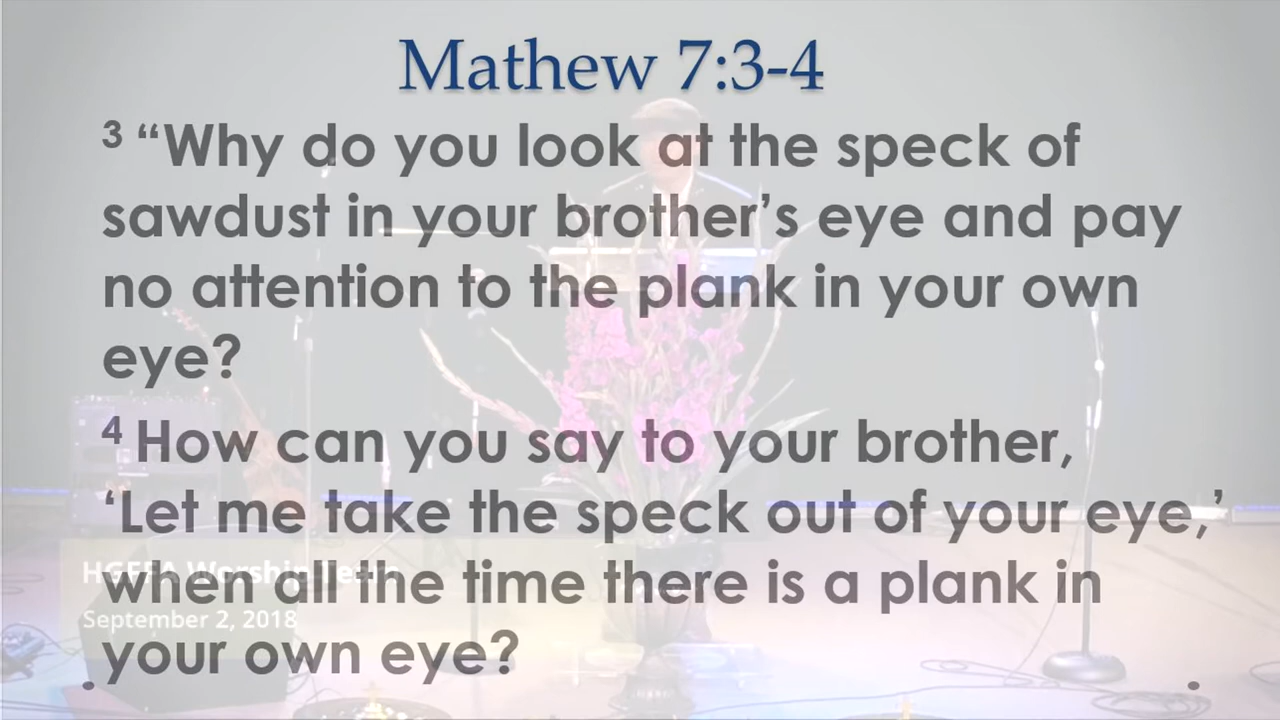 Mathew 7:3-4
3 “Why do you look at the speck of
sawdust in your brother’s eye and pay
no attention to the plank in your own
eye?
4 How can you say to your brother,
‘Let me take the speck out of your eye,’
when all the time there is a plank in
your own eye?
Worship
September 2, 2018